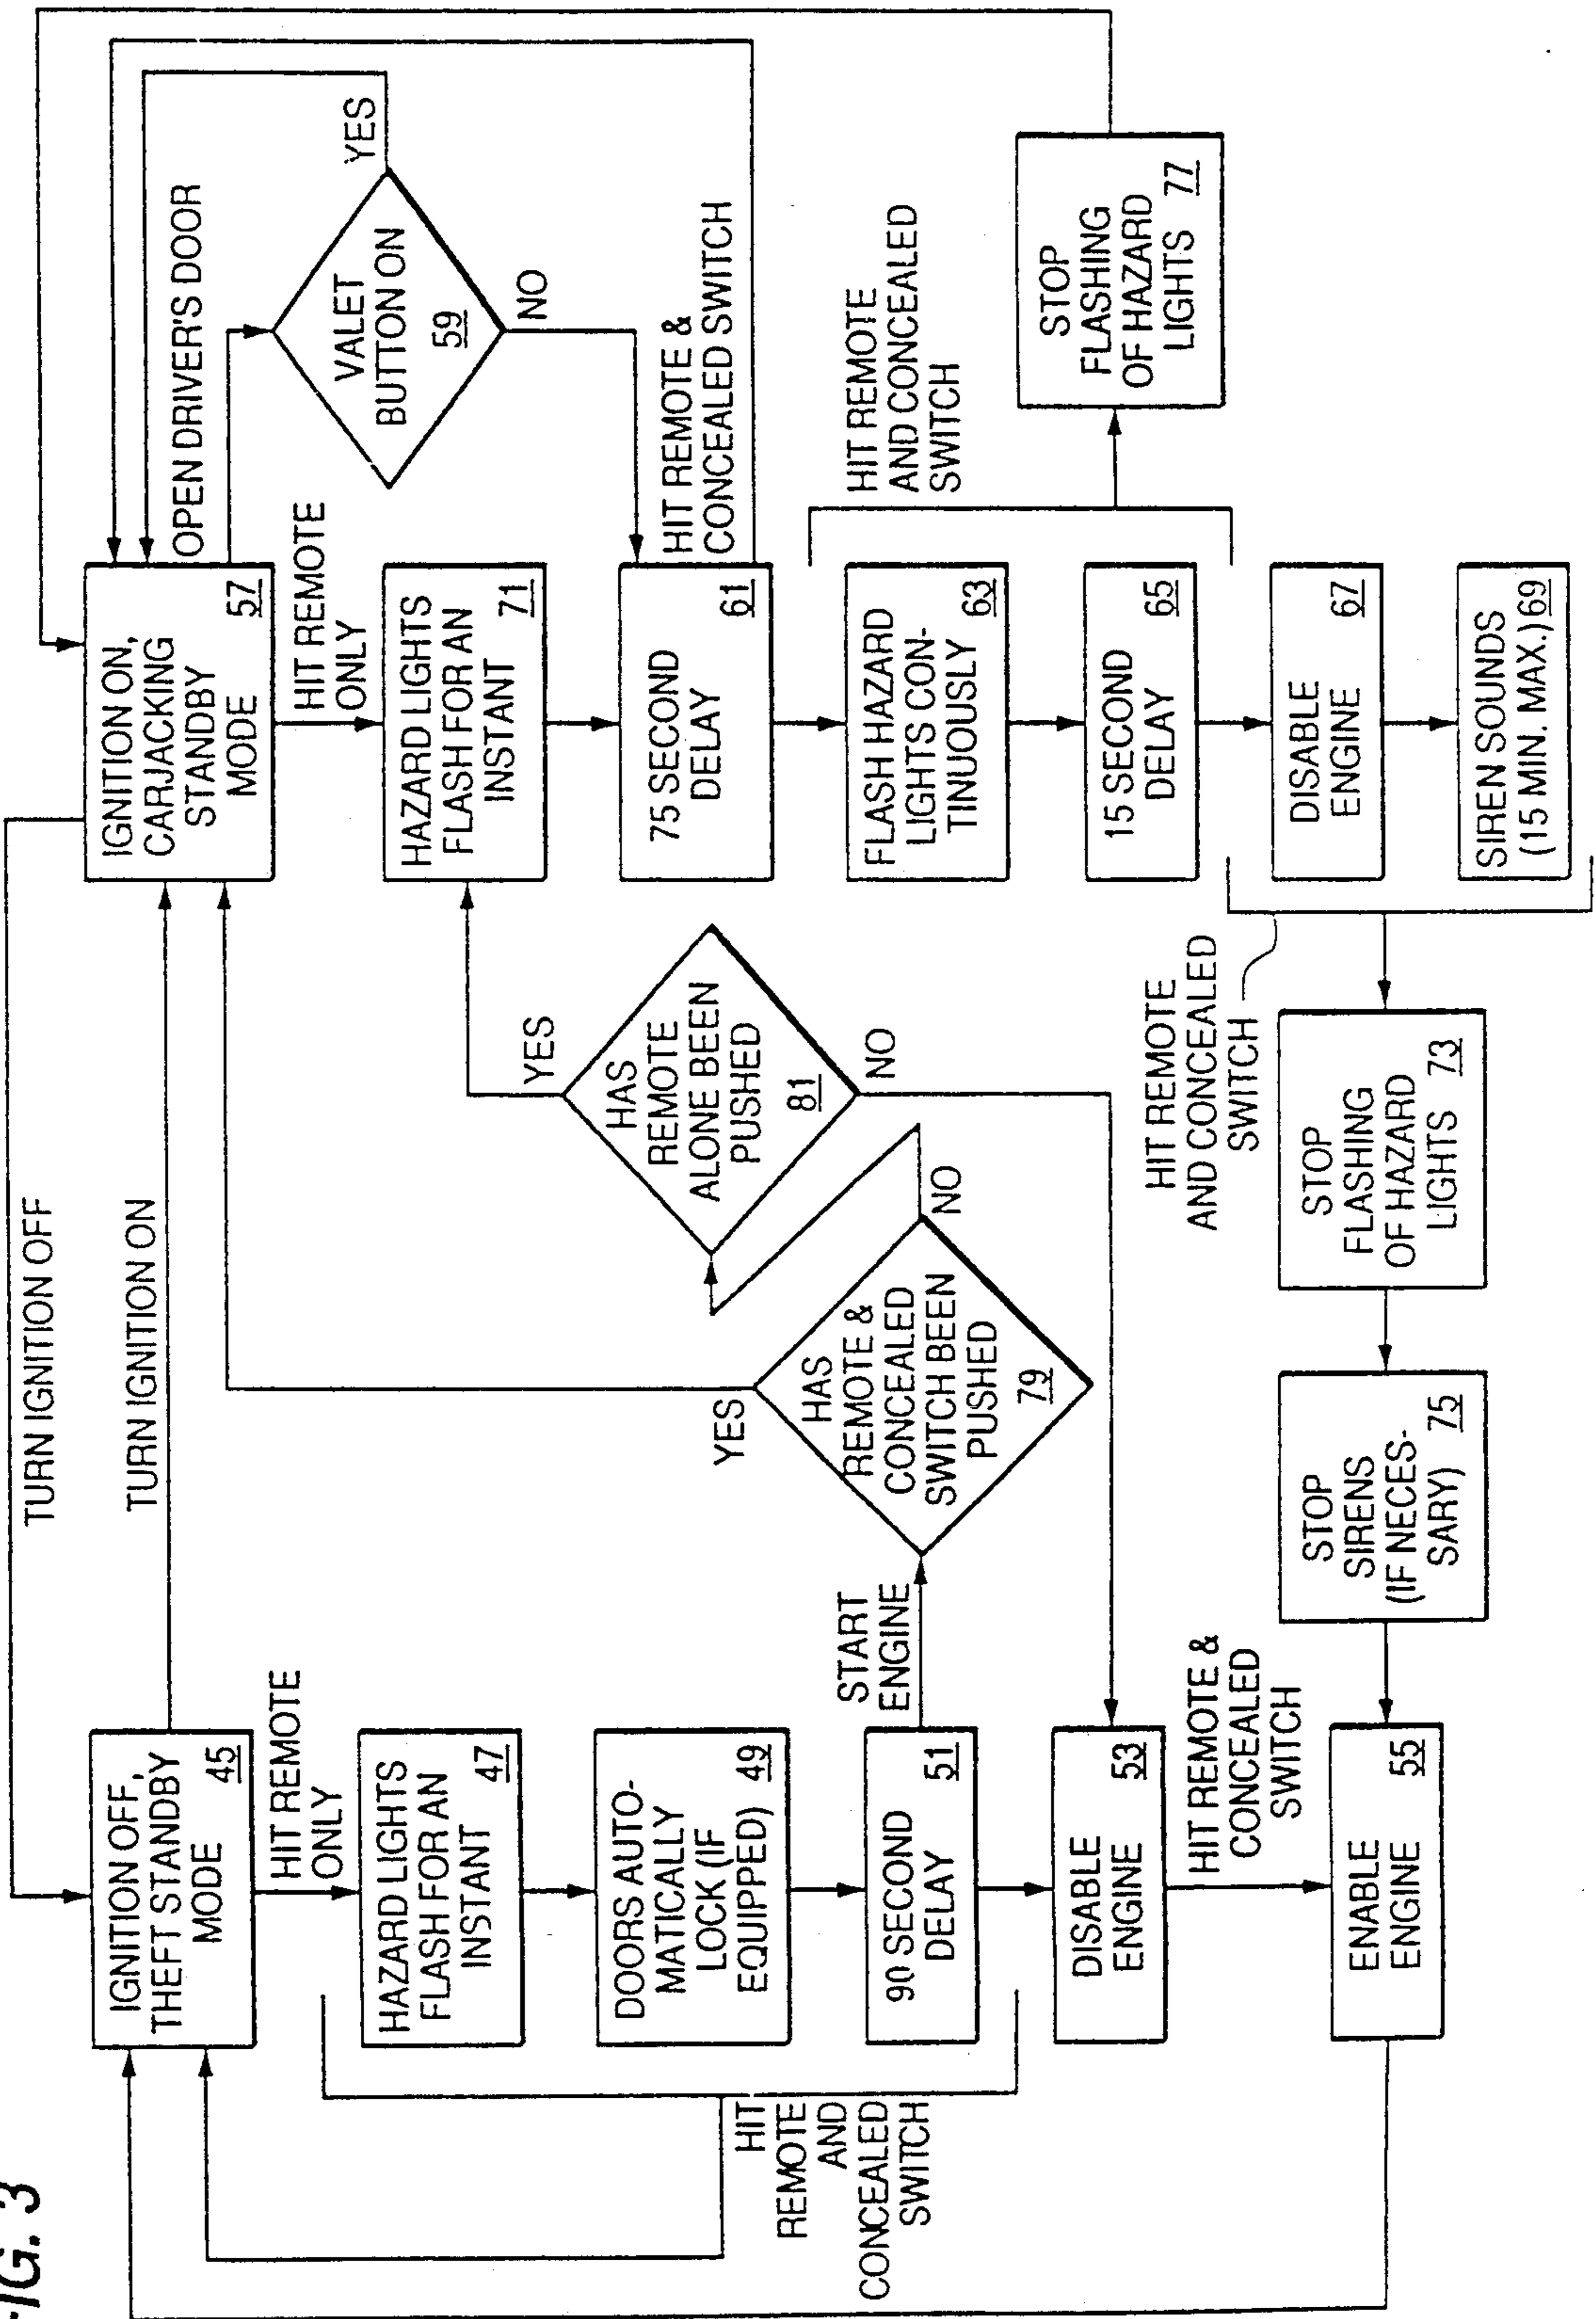 FIG. 3
TURN IGNITION OFF
TURN IGNITION ON
IGNITION OFF,
THEFT STANDBY
MODE 45
HIT REMOTE
ONLY
HAZARD LIGHTS
FLASH FOR AN
INSTANT 47
DOORS AUTO-
MATICALLY
LOCK (IF
EQUIPPED) 49
90 SECOND
DELAY 51
HIT
REMOTE
AND
CONCEALED
SWITCH
START
ENGINE
DISABLE
ENGINE 53
HIT REMOTE &
CONCEALED
SWITCH
ENABLE
ENGINE 55
HAS
REMOTE &
CONCEALED
SWITCH BEEN
PUSHED
79
YES
NO
HAS
REMOTE
ALONE BEEN
PUSHED
81
YES
NO
IGNITION ON,
CARJACKING
STANDBY
MODE 57
OPEN DRIVER'S DOOR
VALET
BUTTON ON
59
YES
NO
HIT REMOTE
ONLY
HAZARD LIGHTS
FLASH FOR AN
INSTANT 71
75 SECOND
DELAY 61
HIT REMOTE &
CONCEALED SWITCH
FLASH HAZARD
LIGHTS CON-
TINUOUSLY 63
15 SECOND
DELAY 65
HIT REMOTE
AND CONCEALED
SWITCH
STOP
FLASHING
OF HAZARD
LIGHTS 77
DISABLE
ENGINE 67
SIREN SOUNDS
(15 MIN. MAX.) 69
HIT REMOTE
AND CONCEALED
SWITCH
STOP
FLASHING
OF HAZARD
LIGHTS 73
STOP
SIRENS
(IF NECES-
SARY) 75